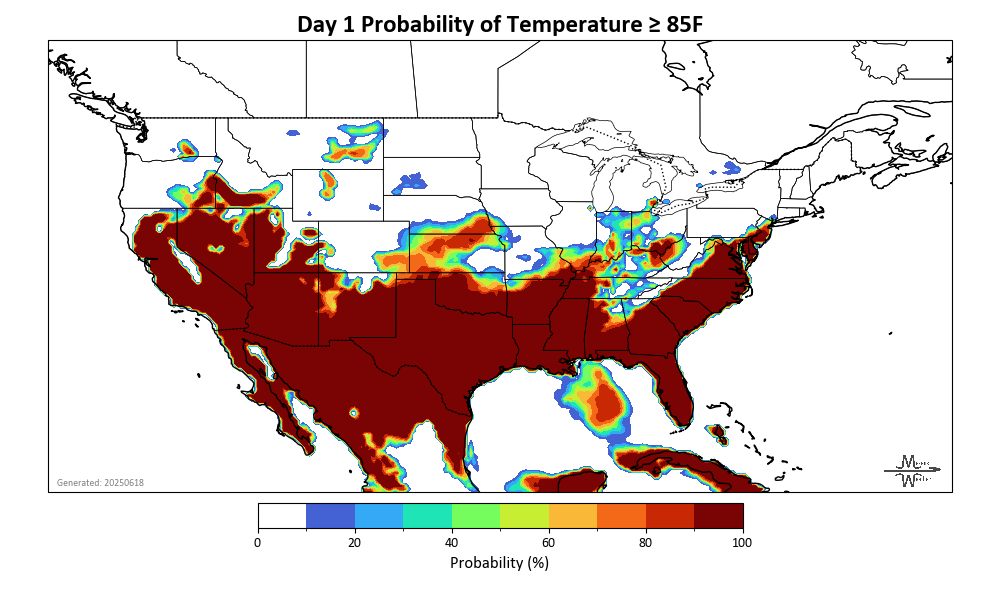 Day 1 Probability of Temperature ≥ 85F
Generated: 20250618
0 20 40 60 80 100
Probability (%)